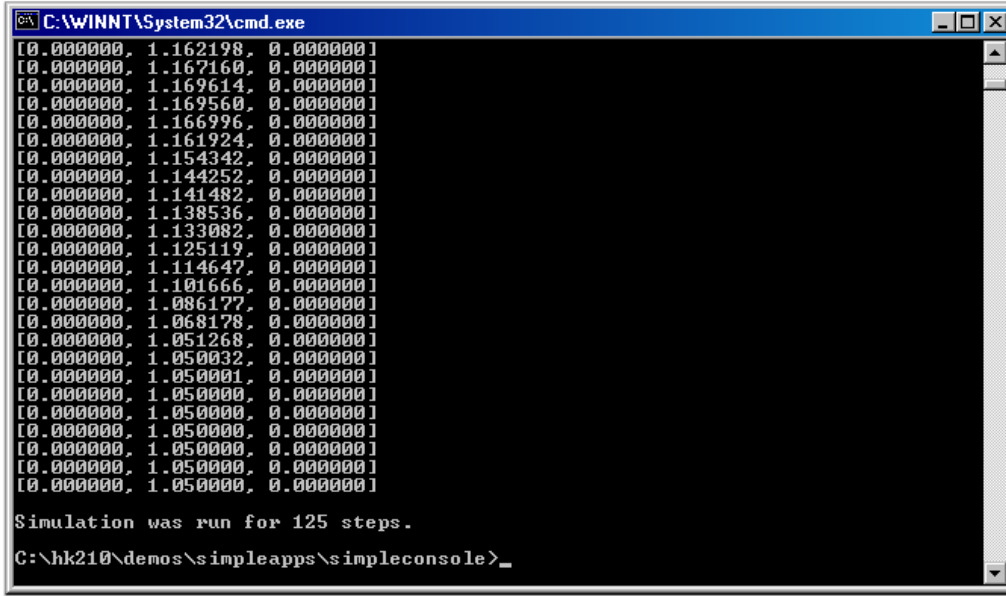 C:\WINNT\System32\cmd.exe
[0.000000, 1.162198, 0.000000]
[0.000000, 1.167160, 0.000000]
[0.000000, 1.169614, 0.000000]
[0.000000, 1.169560, 0.000000]
[0.000000, 1.166996, 0.000000]
[0.000000, 1.161924, 0.000000]
[0.000000, 1.154342, 0.000000]
[0.000000, 1.144252, 0.000000]
[0.000000, 1.141482, 0.000000]
[0.000000, 1.138536, 0.000000]
[0.000000, 1.133082, 0.000000]
[0.000000, 1.125119, 0.000000]
[0.000000, 1.114647, 0.000000]
[0.000000, 1.101666, 0.000000]
[0.000000, 1.086177, 0.000000]
[0.000000, 1.068178, 0.000000]
[0.000000, 1.051268, 0.000000]
[0.000000, 1.050032, 0.000000]
[0.000000, 1.050001, 0.000000]
[0.000000, 1.050000, 0.000000]
[0.000000, 1.050000, 0.000000]
[0.000000, 1.050000, 0.000000]
[0.000000, 1.050000, 0.000000]
[0.000000, 1.050000, 0.000000]
[0.000000, 1.050000, 0.000000]
Simulation was run for 125 steps.
C:\hk210\demos\simpleapps\simpleconsole>_